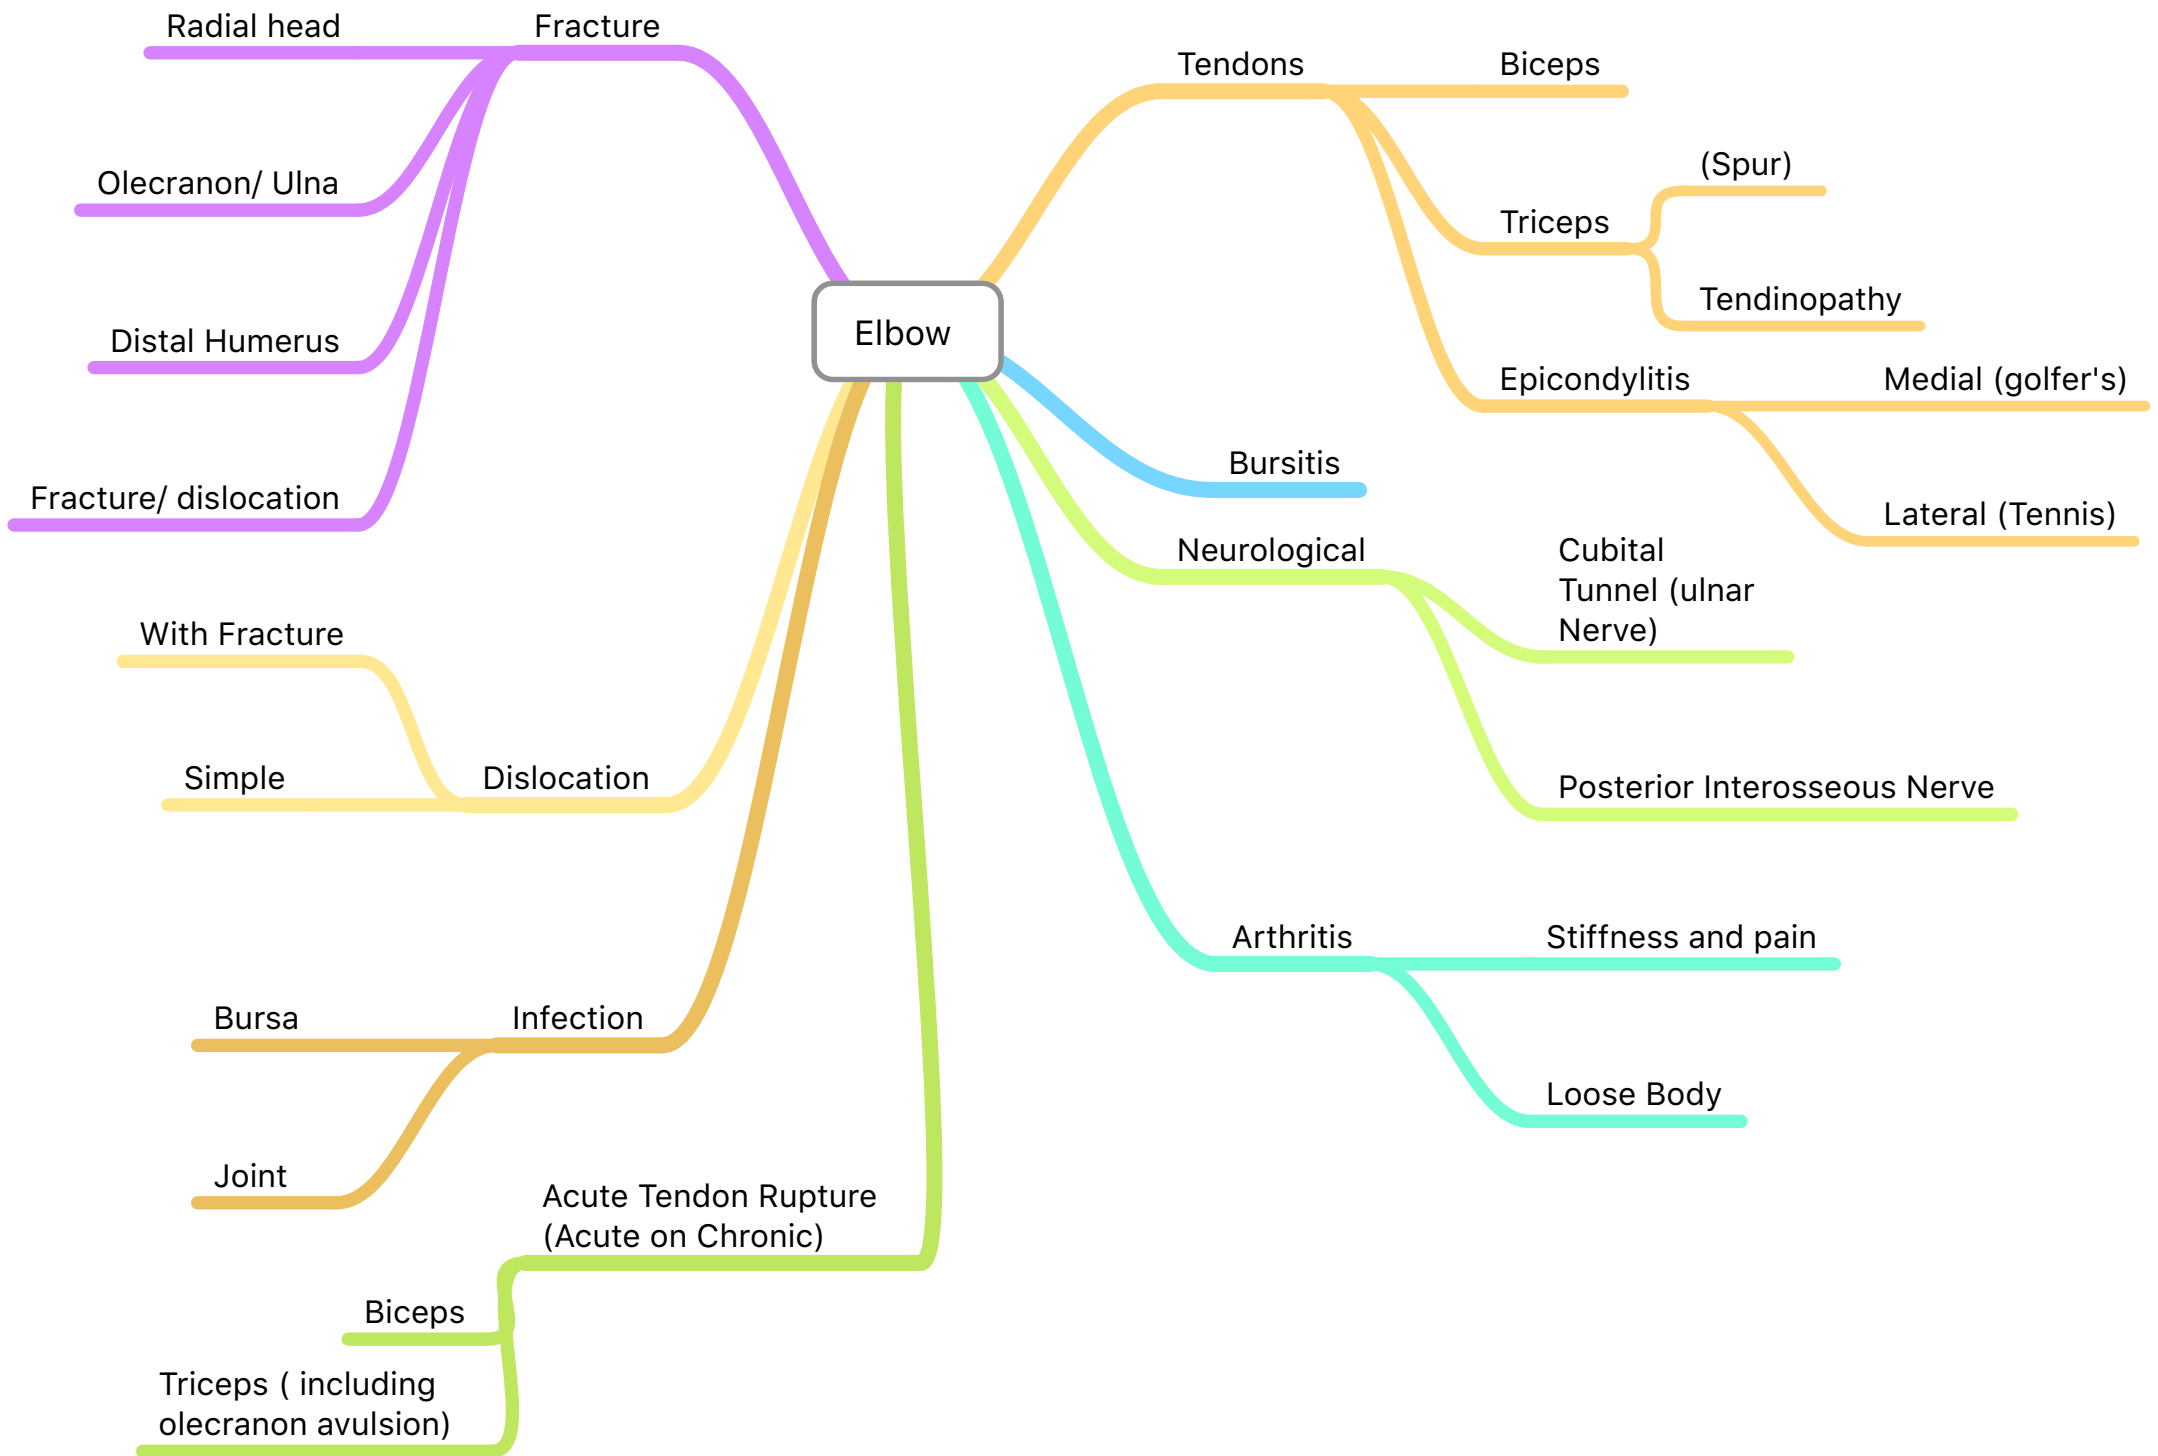 Radial head
Fracture
Olecranon/ Ulna
Distal Humerus
Fracture/ dislocation
With Fracture
Simple
Dislocation
Bursa
Infection
Joint
Acute Tendon Rupture
(Acute on Chronic)
Biceps
Triceps ( including
olecranon avulsion)
Elbow
Tendons
Biceps
Triceps
(Spur)
Tendinopathy
Epicondylitis
Medial (golfer's)
Lateral (Tennis)
Bursitis
Neurological
Cubital
Tunnel (ulnar
Nerve)
Posterior Interosseous Nerve
Arthritis
Stiffness and pain
Loose Body